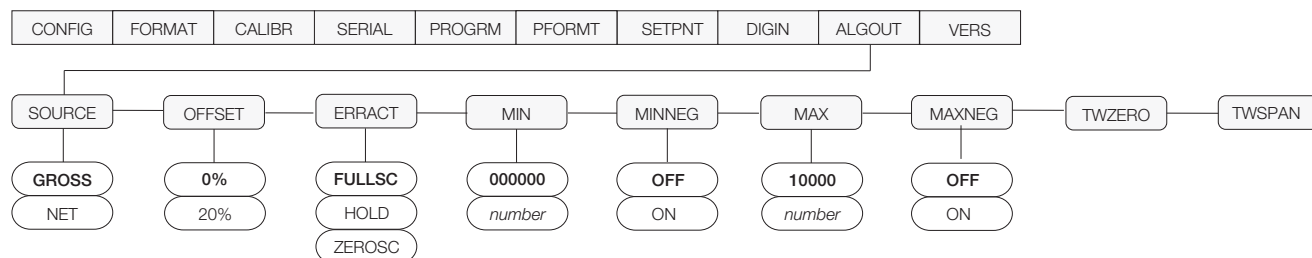 CONFIG FORMAT CALIBR SERIAL PROGRM PFORMT SETPNT DIGIN ALGOUT VERS
SOURCE OFFSET ERRACT MIN MINNEG MAX MAXNEG TWZERO TWSPAN
GROSS 0% FULLSC 000000 OFF 10000 OFF
NET 20% HOLD number ON number ON
ZEROSC